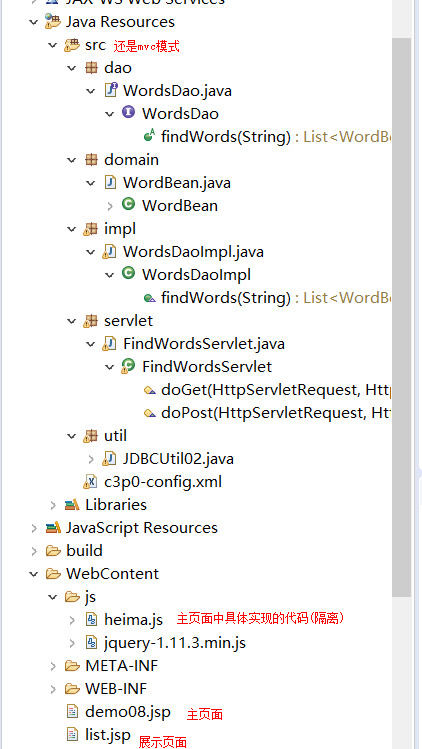 JAX-WS Web Services
Java Resources
src 还是mvc模式
dao
WordsDao.java
WordsDao
findWords(String) : List<WordBe
domain
WordBean.java
WordBean
impl
WordsDaoImpl.java
WordsDaoImpl
findWords(String) : List<WordBe
servlet
FindWordsServlet.java
FindWordsServlet
doGet(HttpServletRequest, Htt
doPost(HttpServletRequest, Ht
util
JDBCUtil02.java
c3p0-config.xml
Libraries
JavaScript Resources
build
WebContent
js
heima.js 主页面中具体实现的代码(隔离)
jquery-1.11.3.min.js
META-INF
WEB-INF
demo08.jsp 主页面
list.jsp 展示页面